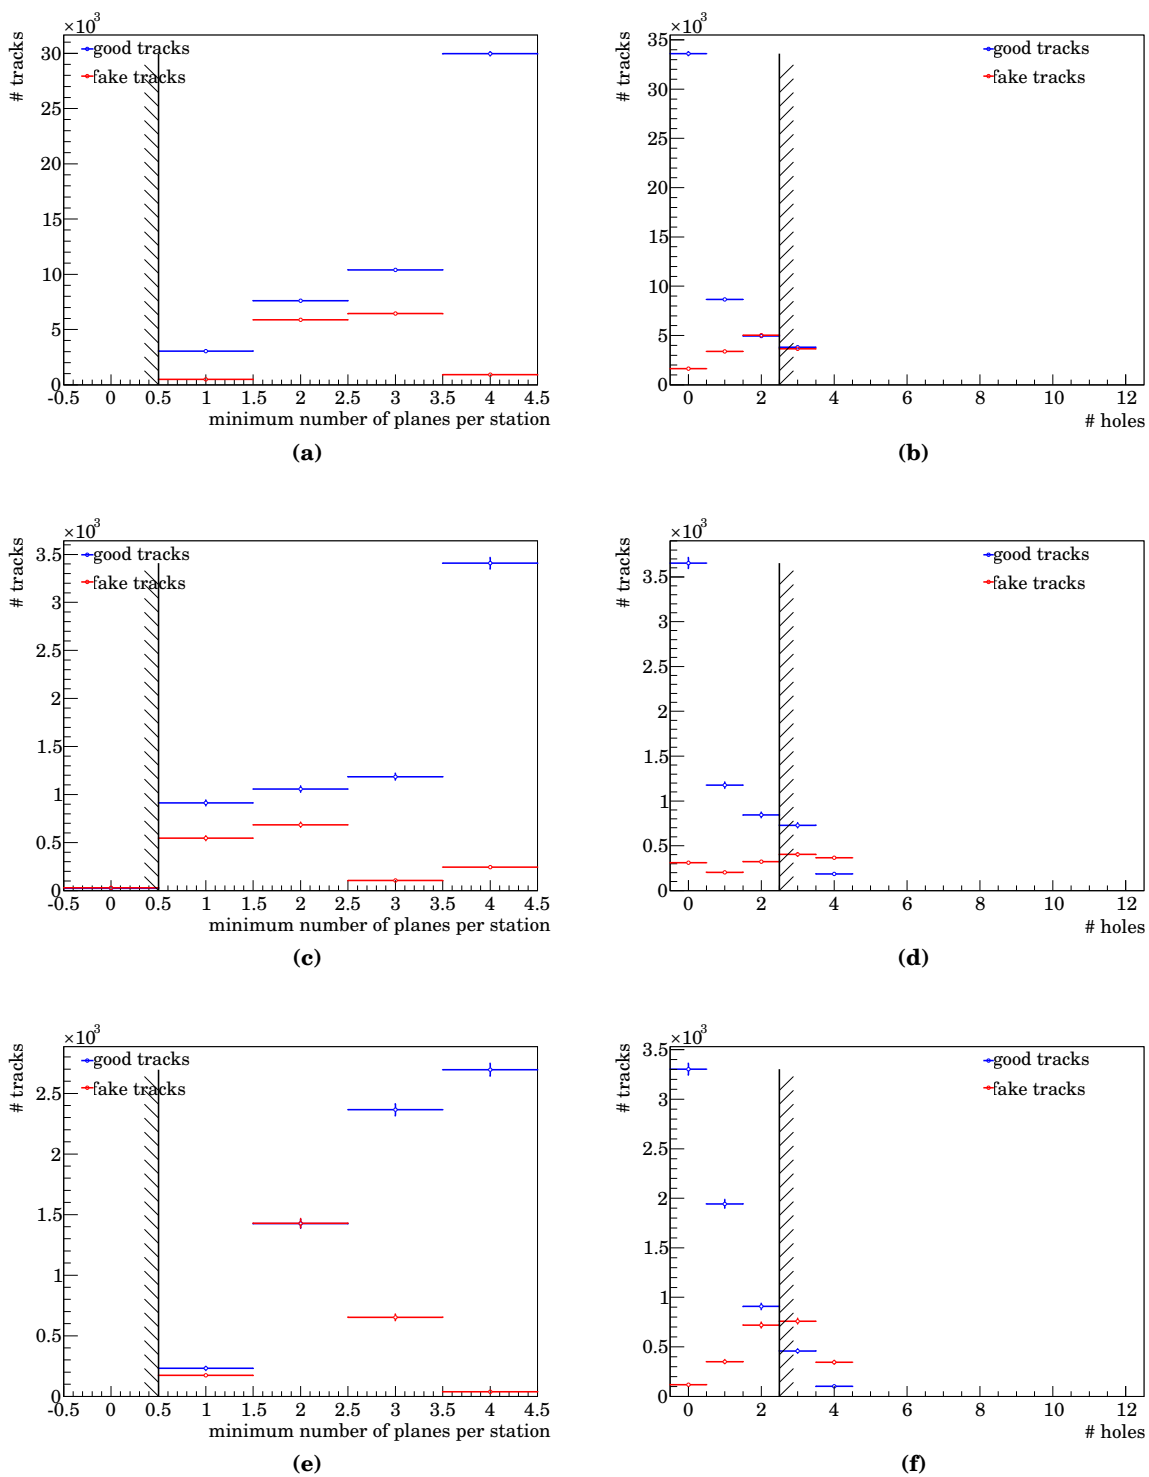 ×10³
# tracks
good tracks
fake tracks
30
25
20
15
10
5
0
-0.5 0 0.5 1 1.5 2 2.5 3 3.5 4 4.5
minimum number of planes per station
(a)
×10³
# tracks
good tracks
fake tracks
35
30
25
20
15
10
5
0
0 2 4 6 8 10 12
# holes
(b)
×10³
# tracks
good tracks
fake tracks
3.5
3
2.5
2
1.5
1
0.5
0
-0.5 0 0.5 1 1.5 2 2.5 3 3.5 4 4.5
minimum number of planes per station
(c)
×10³
# tracks
good tracks
fake tracks
3.5
3
2.5
2
1.5
1
0.5
0
0 2 4 6 8 10 12
# holes
(d)
×10³
# tracks
good tracks
fake tracks
2.5
2
1.5
1
0.5
0
-0.5 0 0.5 1 1.5 2 2.5 3 3.5 4 4.5
minimum number of planes per station
(e)
×10³
# tracks
good tracks
fake tracks
3.5
3
2.5
2
1.5
1
0.5
0
0 2 4 6 8 10 12
# holes
(f)